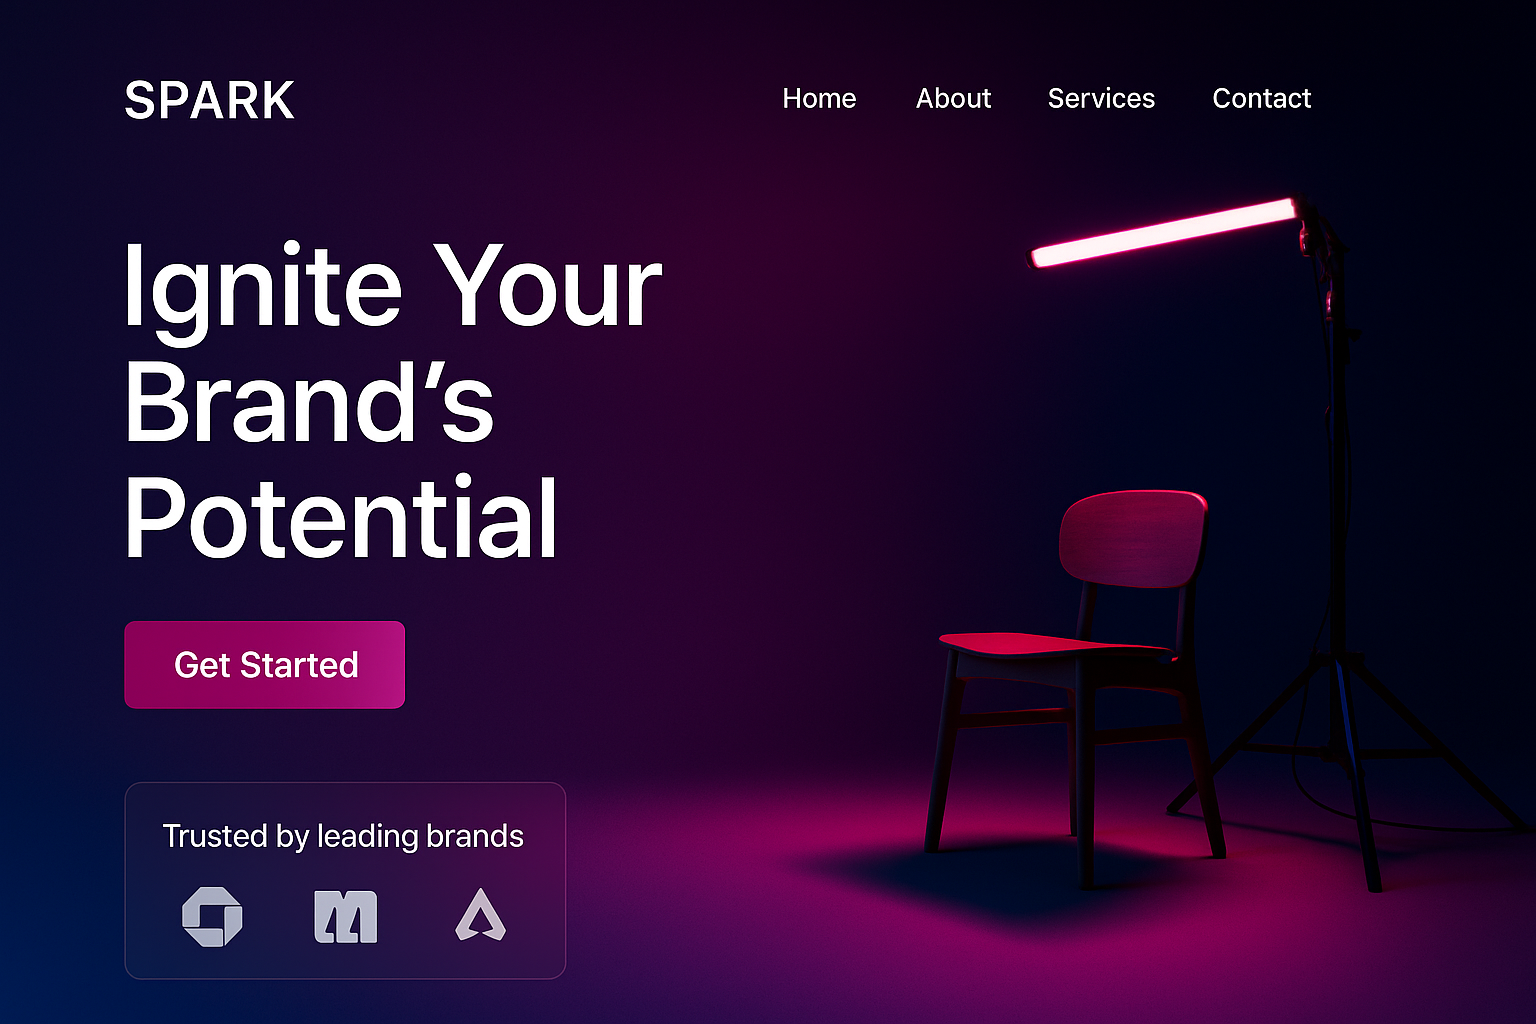 SPARK
Home About Services Contact
Ignite Your
Brand’s
Potential
Get Started
Trusted by leading brands